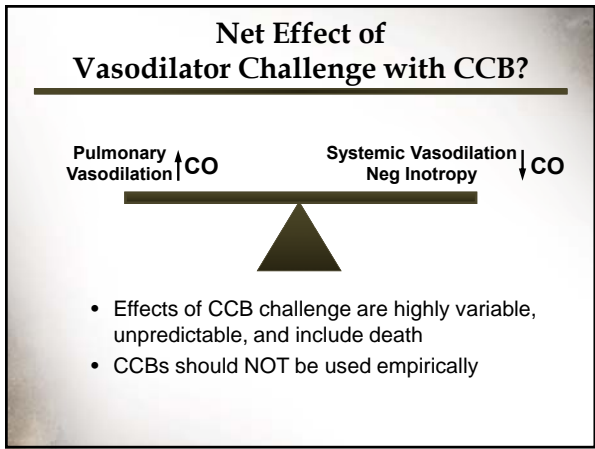 Net Effect of
Vasodilator Challenge with CCB?
Pulmonary
Vasodilation ↑CO
Systemic Vasodilation
Neg Inotropy ↓CO
• Effects of CCB challenge are highly variable,
unpredictable, and include death
• CCBs should NOT be used empirically